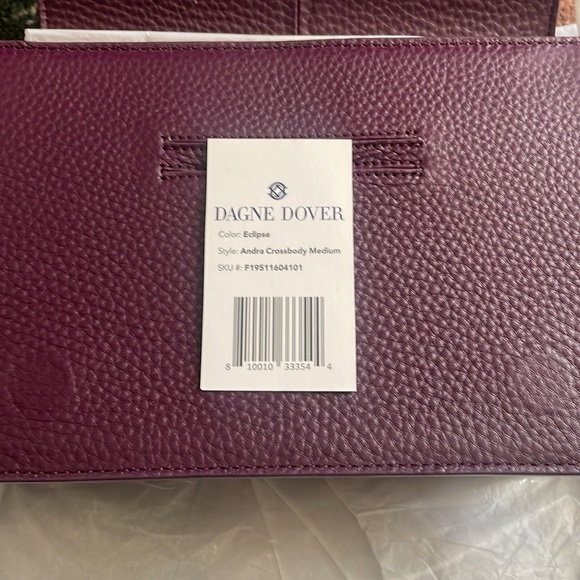 DAGNE DOVER
Color: Eclipse
Style: Andra Crossbody Medium
SKU #: F19511604101
8 10010 33354 4